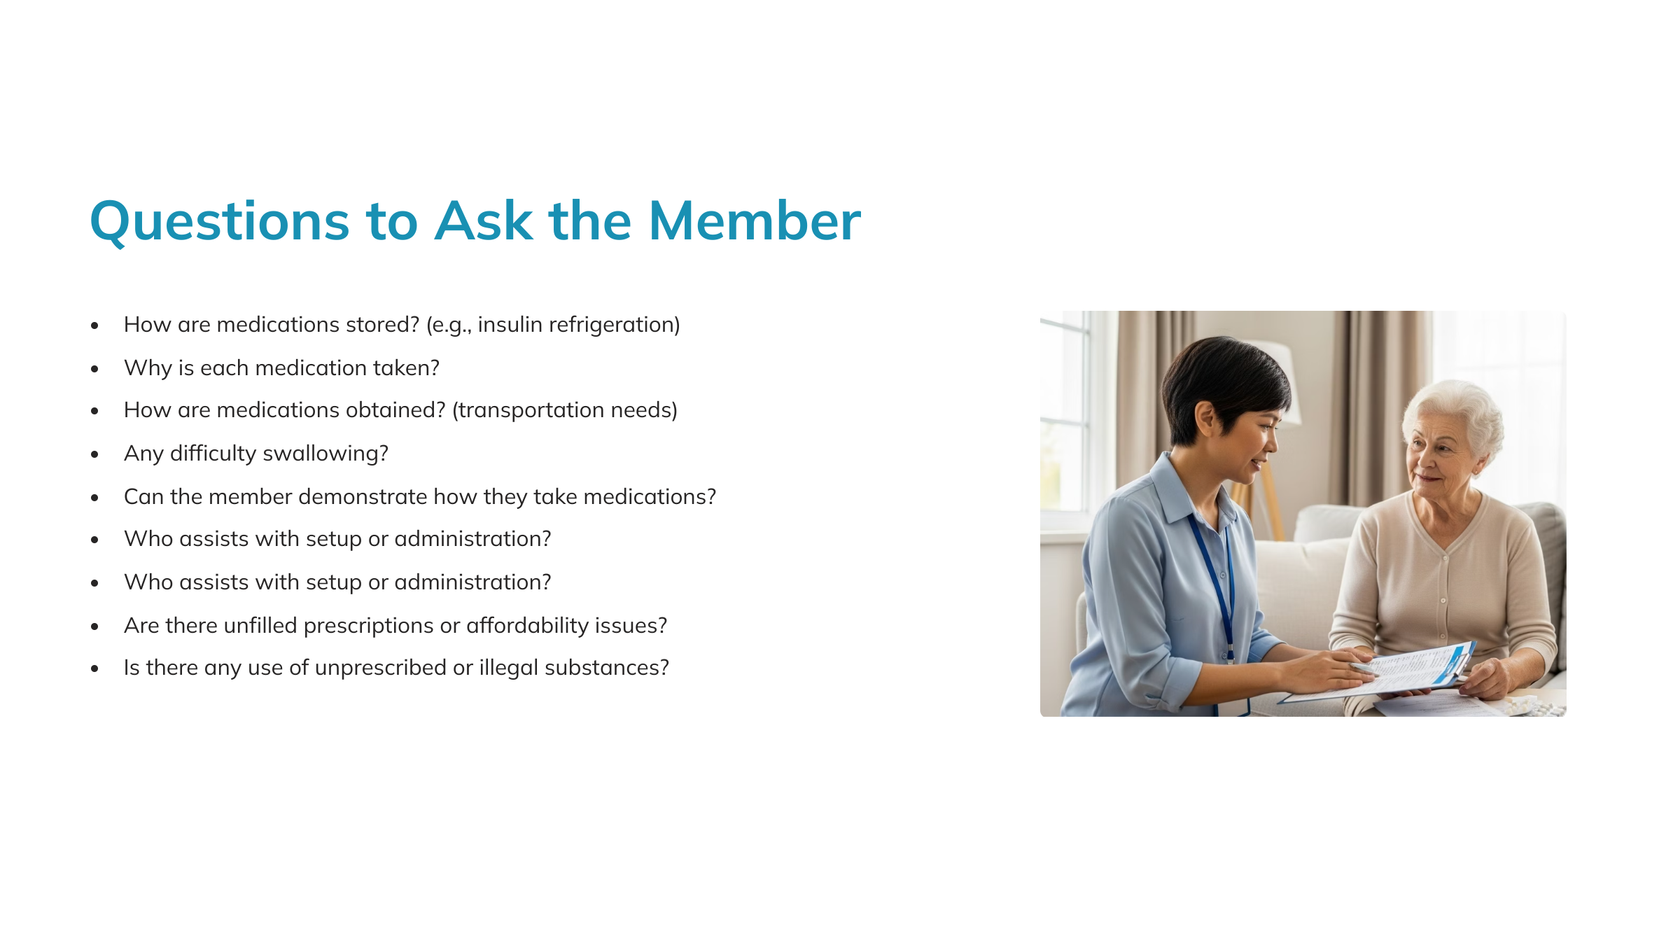 Questions to Ask the Member
• How are medications stored? (e.g., insulin refrigeration)
• Why is each medication taken?
• How are medications obtained? (transportation needs)
• Any difficulty swallowing?
• Can the member demonstrate how they take medications?
• Who assists with setup or administration?
• Who assists with setup or administration?
• Are there unfilled prescriptions or affordability issues?
• Is there any use of unprescribed or illegal substances?